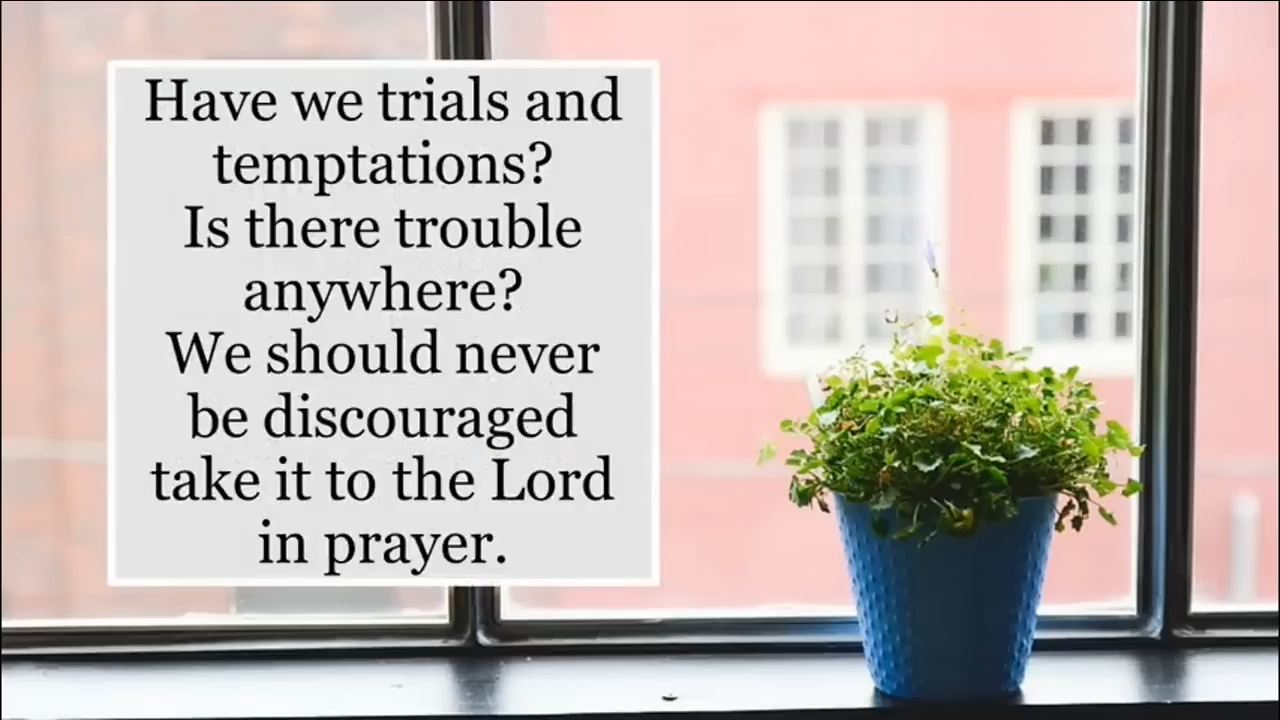 Have we trials and
temptations?
Is there trouble
anywhere?
We should never
be discouraged
take it to the Lord
in prayer.